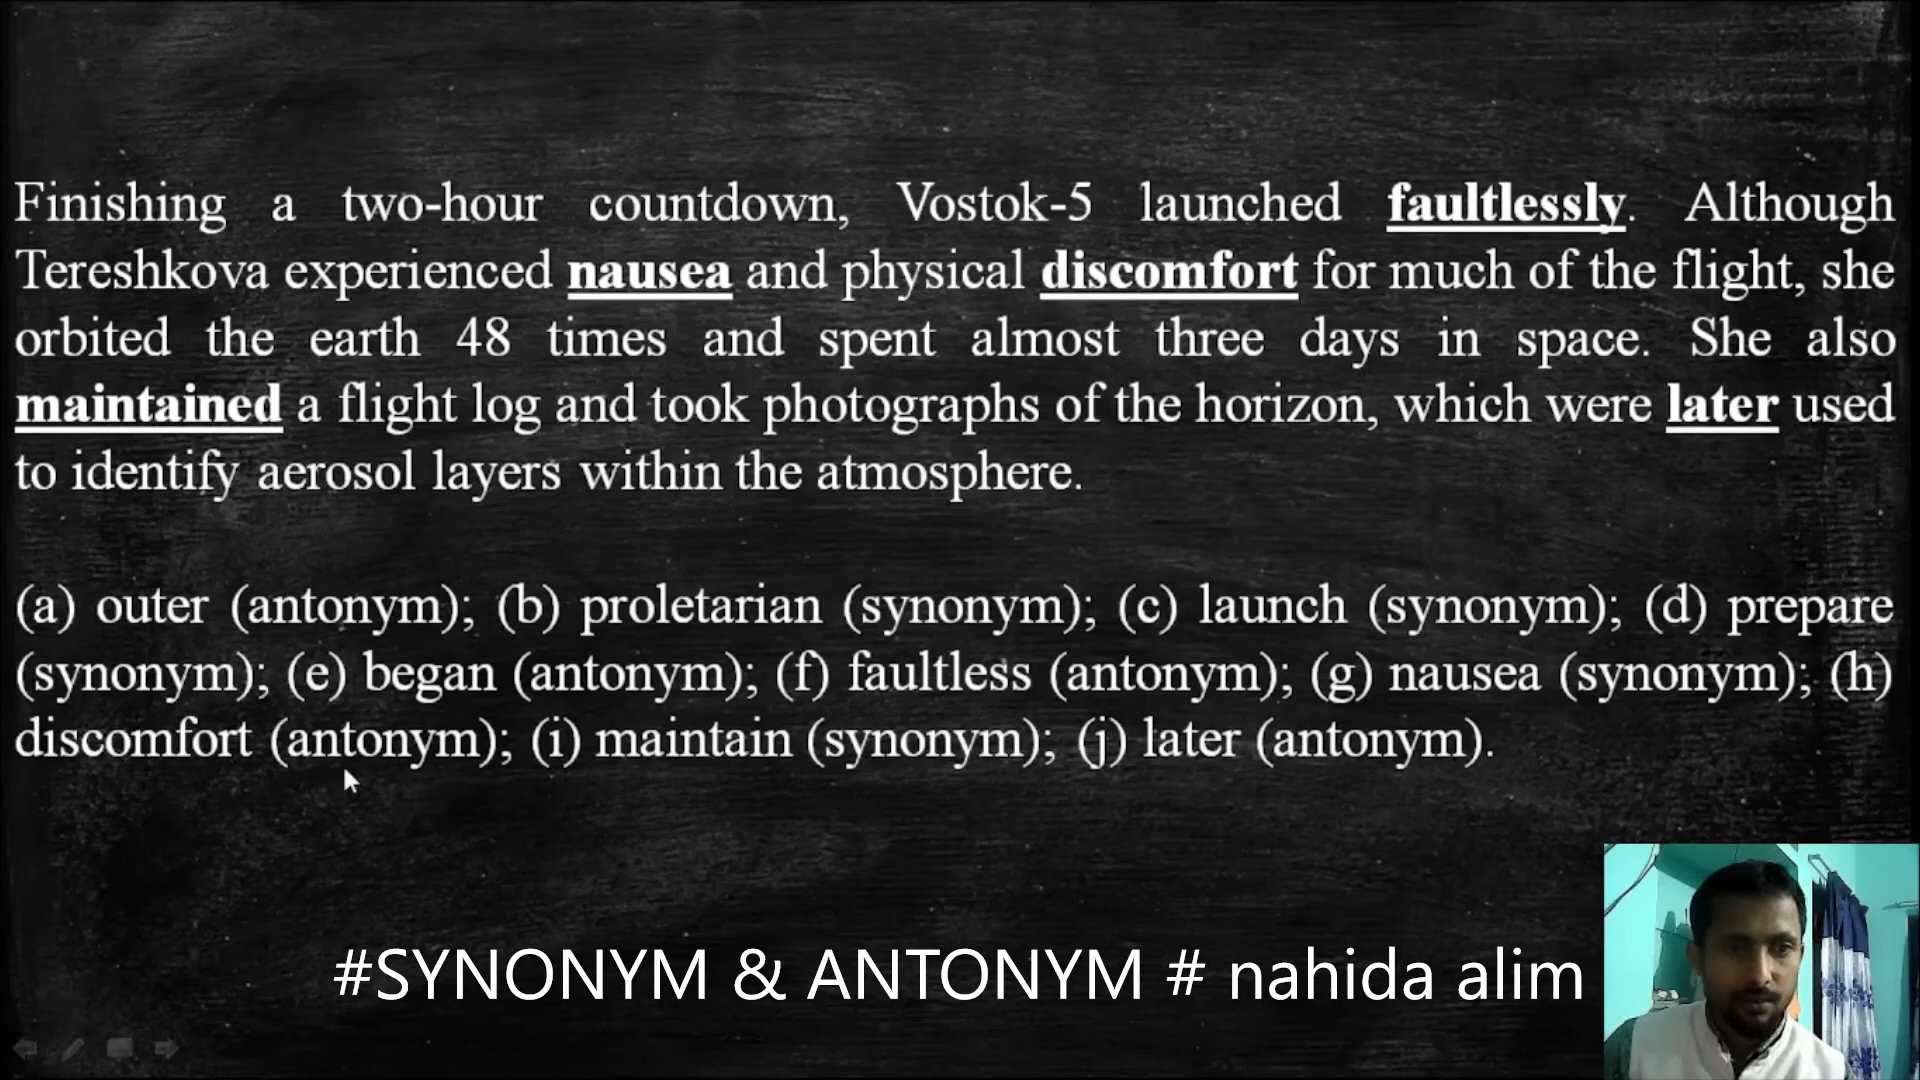 Finishing a two-hour countdown, Vostok-5 launched faultlessly. Although
Tereshkova experienced nausea and physical discomfort for much of the flight, she
orbited the earth 48 times and spent almost three days in space. She also
maintained a flight log and took photographs of the horizon, which were later used
to identify aerosol layers within the atmosphere.
(a) outer (antonym); (b) proletarian (synonym); (c) launch (synonym); (d) prepare
(synonym); (e) began (antonym); (f) faultless (antonym); (g) nausea (synonym); (h)
discomfort (antonym); (i) maintain (synonym); (j) later (antonym).
#SYNONYM & ANTONYM # nahida alim